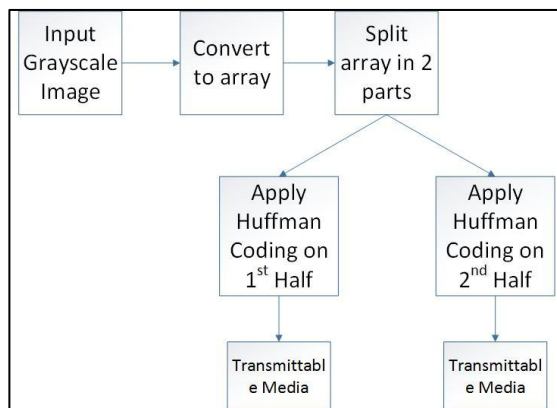 Input
Grayscale
Image
Convert
to array
Split
array in 2
parts
Apply
Huffman
Coding on
1st Half
Apply
Huffman
Coding on
2nd Half
Transmittabl
e Media
Transmittabl
e Media